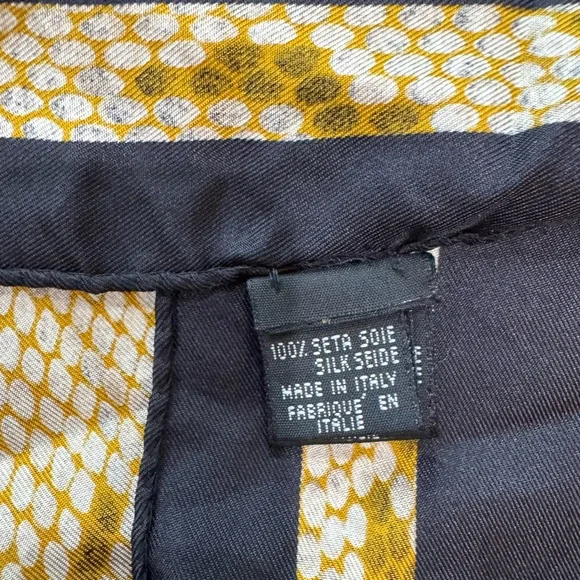 100% SETA SOIE
SILK SEIDE
MADE IN ITALY
FABRIQUE EN
ITALIE